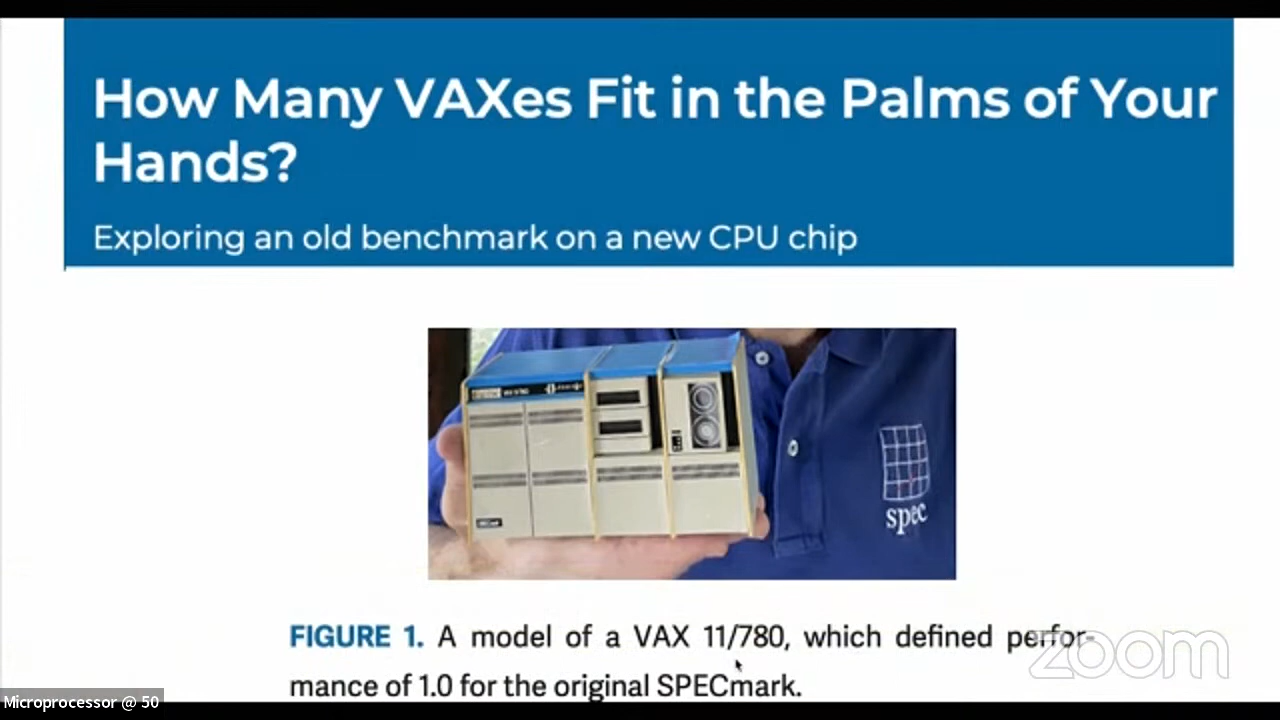 How Many VAXes Fit in the Palms of Your
Hands?
Exploring an old benchmark on a new CPU chip
spec
FIGURE 1. A model of a VAX 11/780, which defined perfor-
mance of 1.0 for the original SPECmark.
zoom
Microprocessor @ 50